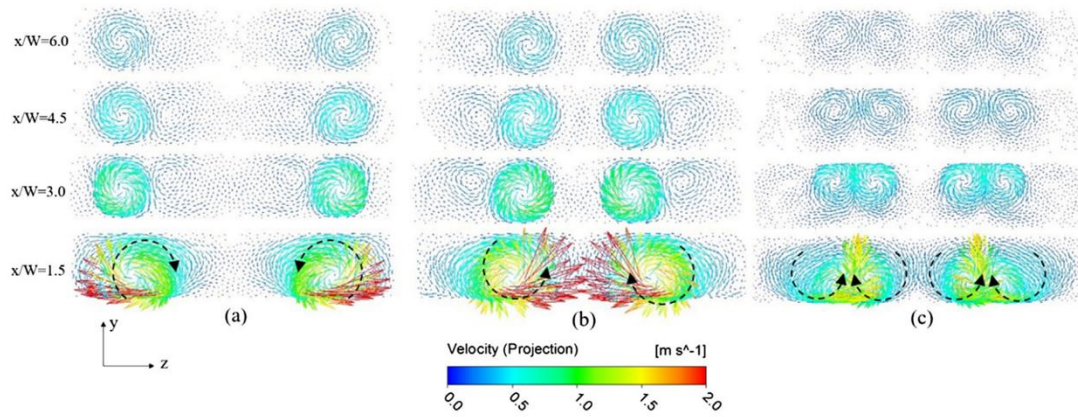 x/W=6.0
x/W=4.5
x/W=3.0
x/W=1.5
(a)
(b)
(c)
y
z
Velocity (Projection)
[m s^-1]
0.0
0.5
1.0
1.5
2.0